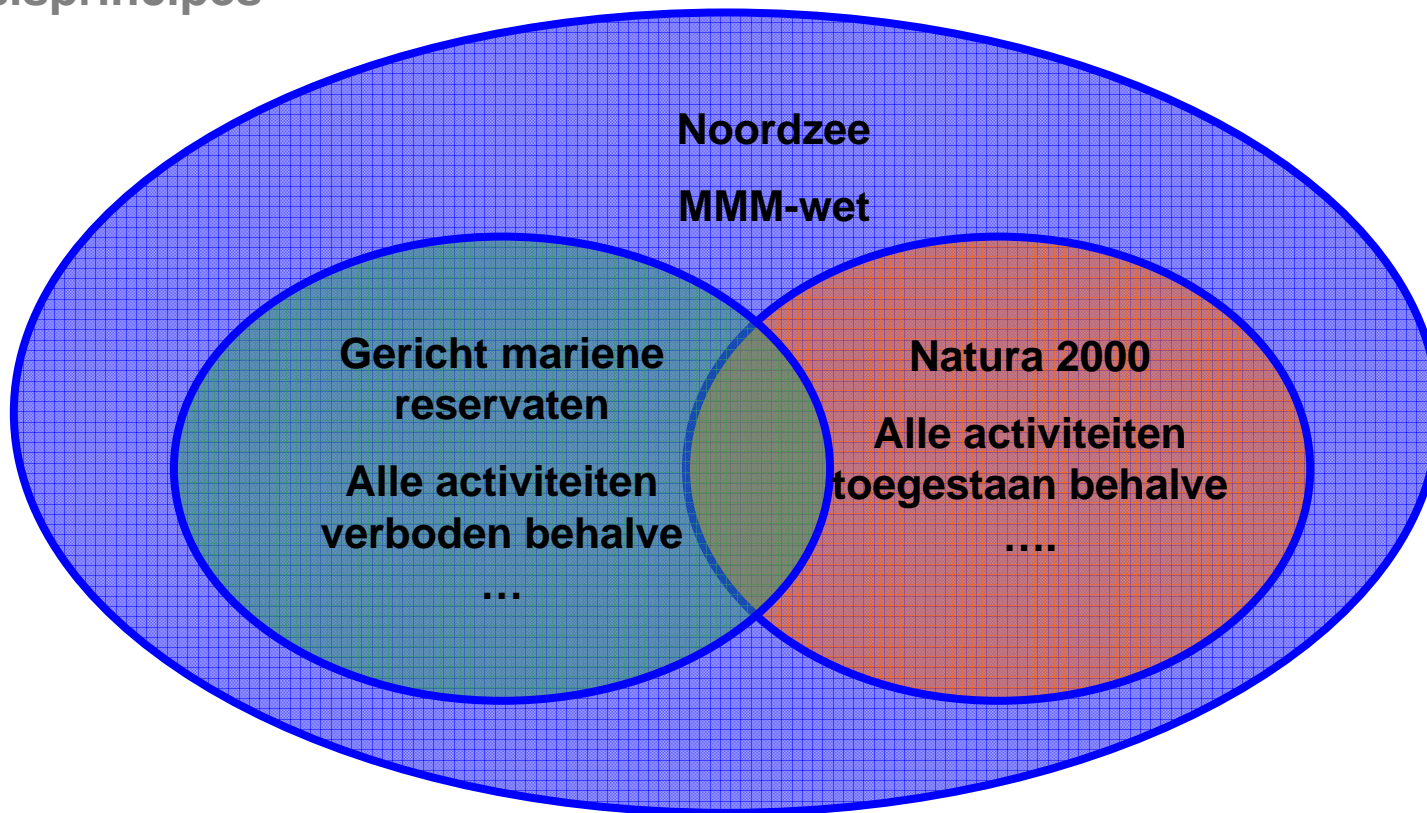 Noordzee
MMM-wet
Gericht mariene
reservaten
Alle activiteiten
verboden behalve
…
Natura 2000
Alle activiteiten
toegestaan behalve
….